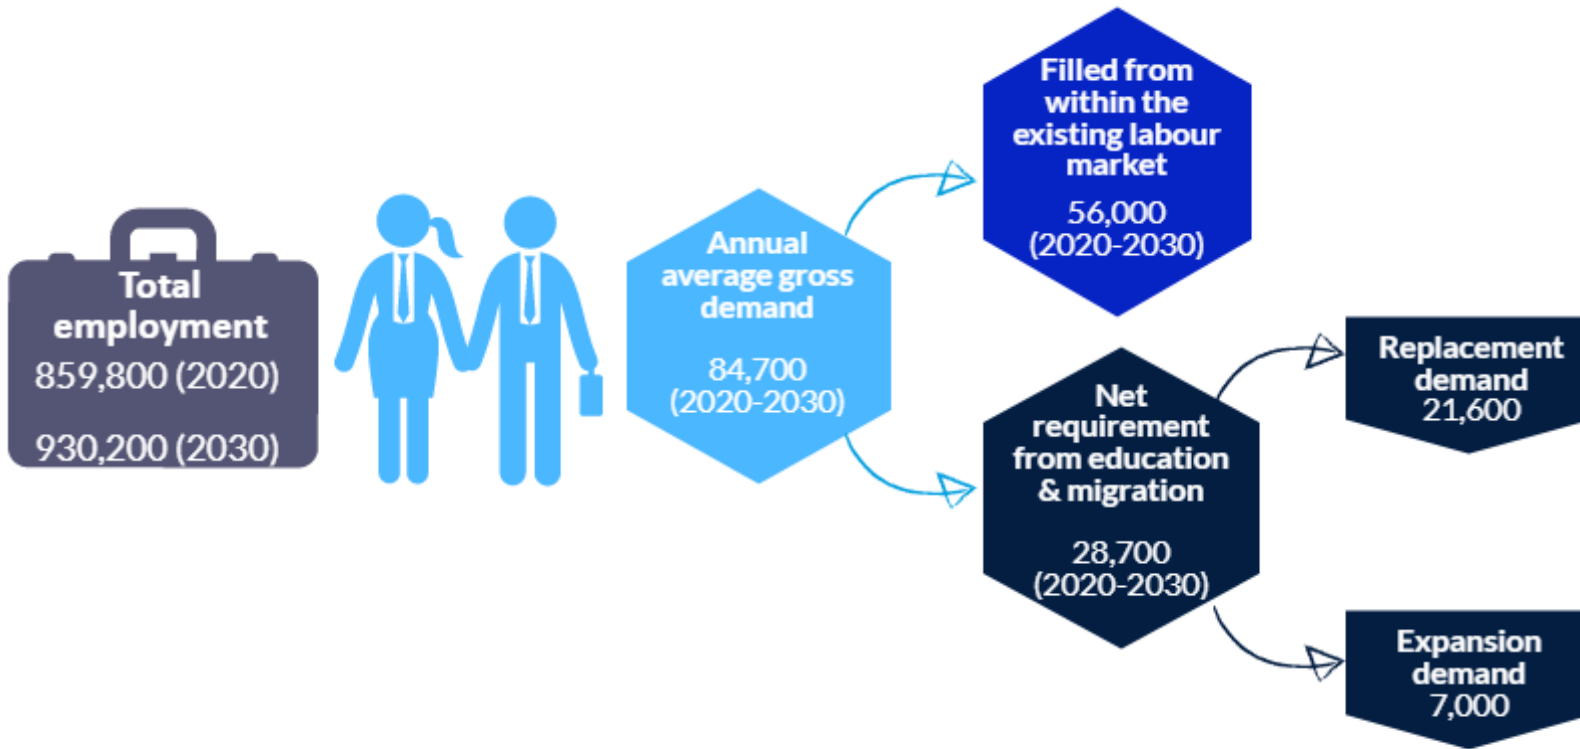 Total
employment
859,800 (2020)
930,200 (2030)
Annual
average gross
demand
84,700
(2020-2030)
Filled from
within the
existing labour
market
56,000
(2020-2030)
Net
requirement
from education
& migration
28,700
(2020-2030)
Replacement
demand
21,600
Expansion
demand
7,000